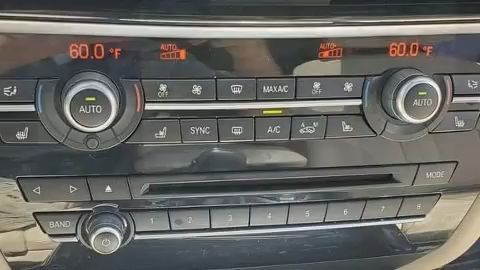 60.0 °F AUTO AUTO 60.0 °F
OFF MAX A/C OFF
AUTO AUTO
SYNC A/C A M
MODE
BAND 1 2 3 4 5 6 7 8